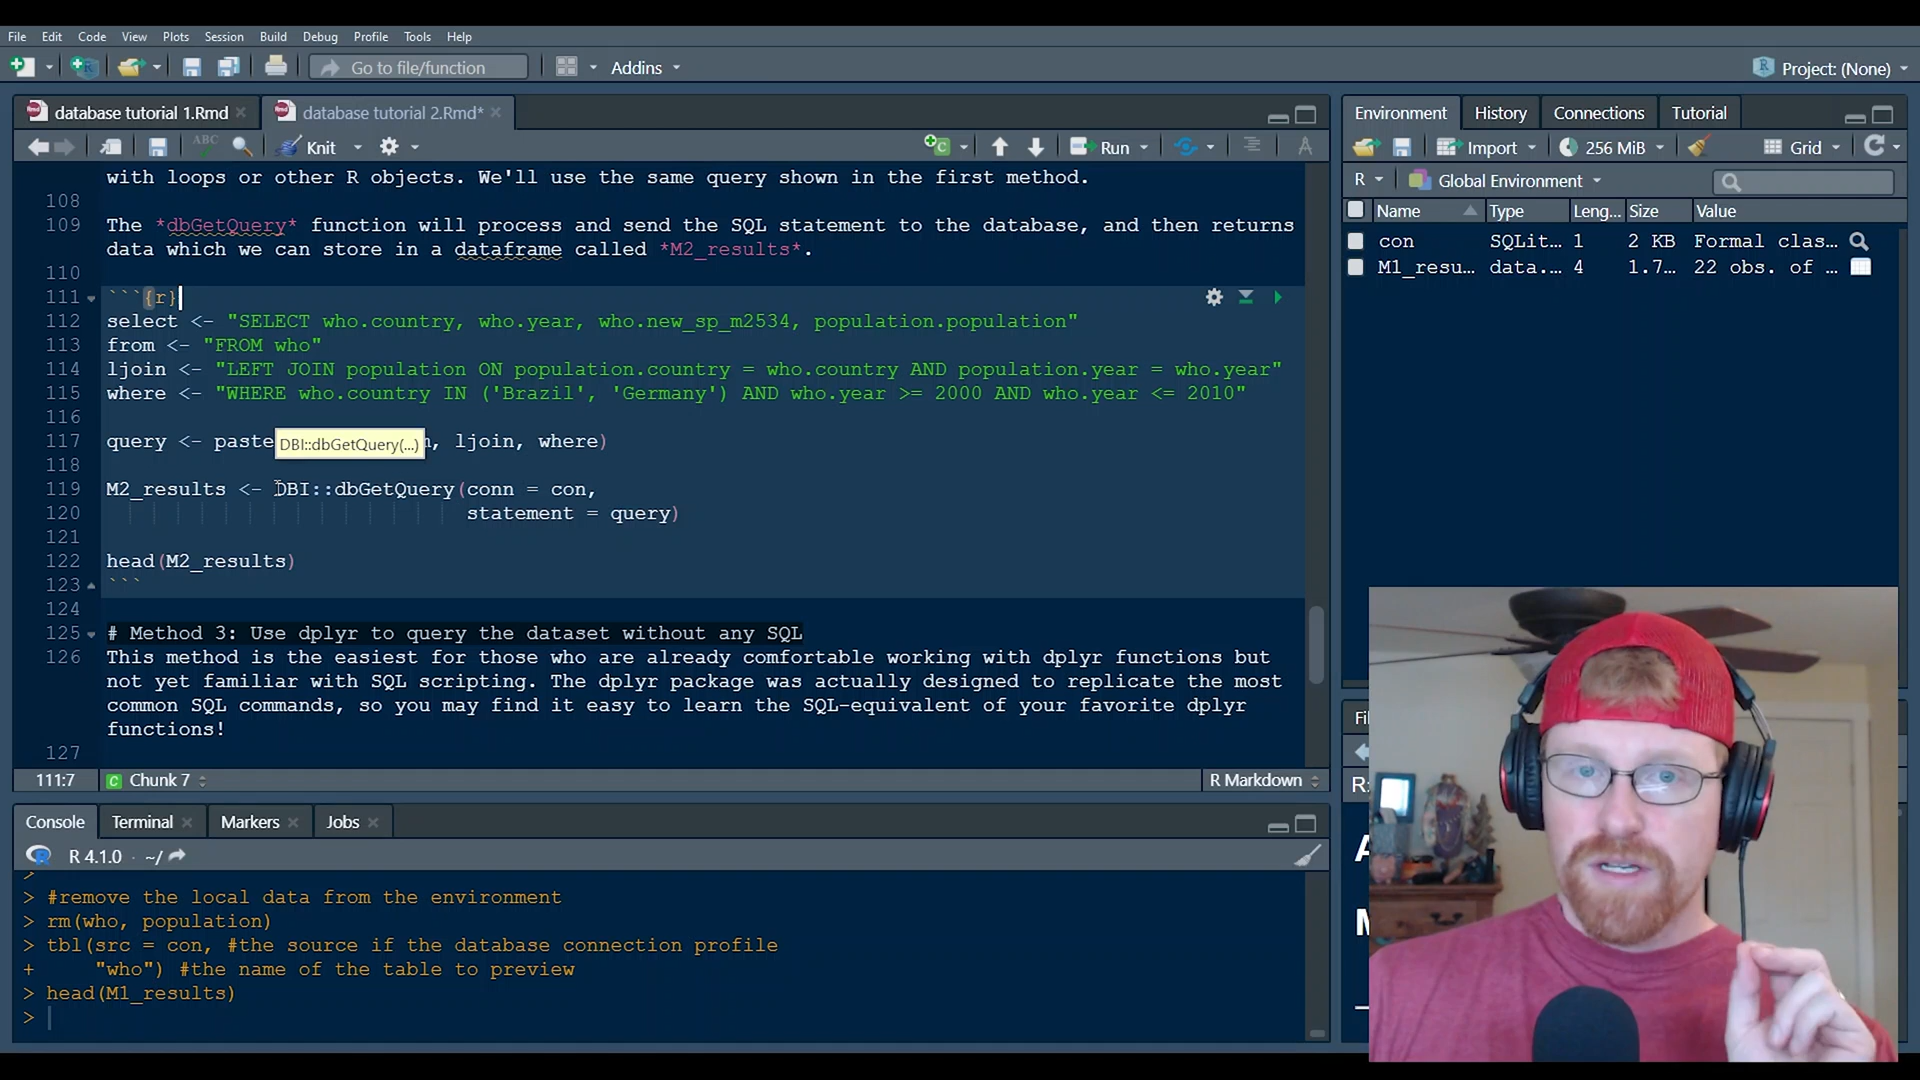 File Edit Code View Plots Session Build Debug Profile Tools Help
Go to file/function Addins Project: (None)
database tutorial 1.Rmd database tutorial 2.Rmd*
ABC Knit Run
with loops or other R objects. We'll use the same query shown in the first method.
108
109 The *dbGetQuery* function will process and send the SQL statement to the database, and then returns
data which we can store in a dataframe called *M2_results*.
110
111 ```{r}
112 select <- "SELECT who.country, who.year, who.new_sp_m2534, population.population"
113 from <- "FROM who"
114 ljoin <- "LEFT JOIN population ON population.country = who.country AND population.year = who.year"
115 where <- "WHERE who.country IN ('Brazil', 'Germany') AND who.year >= 2000 AND who.year <= 2010"
116
117 query <- paste DBI::dbGetQuery(...) , ljoin, where)
118
119 M2_results <- DBI::dbGetQuery(conn = con,
120 statement = query)
121
122 head(M2_results)
123 ```
124
125 # Method 3: Use dplyr to query the dataset without any SQL
126 This method is the easiest for those who are already comfortable working with dplyr functions but
not yet familiar with SQL scripting. The dplyr package was actually designed to replicate the most
common SQL commands, so you may find it easy to learn the SQL-equivalent of your favorite dplyr
functions!
127
111:7 Chunk 7 R Markdown
Console Terminal Markers Jobs
R 4.1.0 · ~/
>
> #remove the local data from the environment
> rm(who, population)
> tbl(src = con, #the source if the database connection profile
+ "who") #the name of the table to preview
> head(M1_results)
>
Environment History Connections Tutorial
Import 256 MiB Grid
R Global Environment
Name Type Leng... Size Value
con SQLit... 1 2 KB Formal clas...
M1_resu... data.... 4 1.7... 22 obs. of ...
Fi
R:
A
M